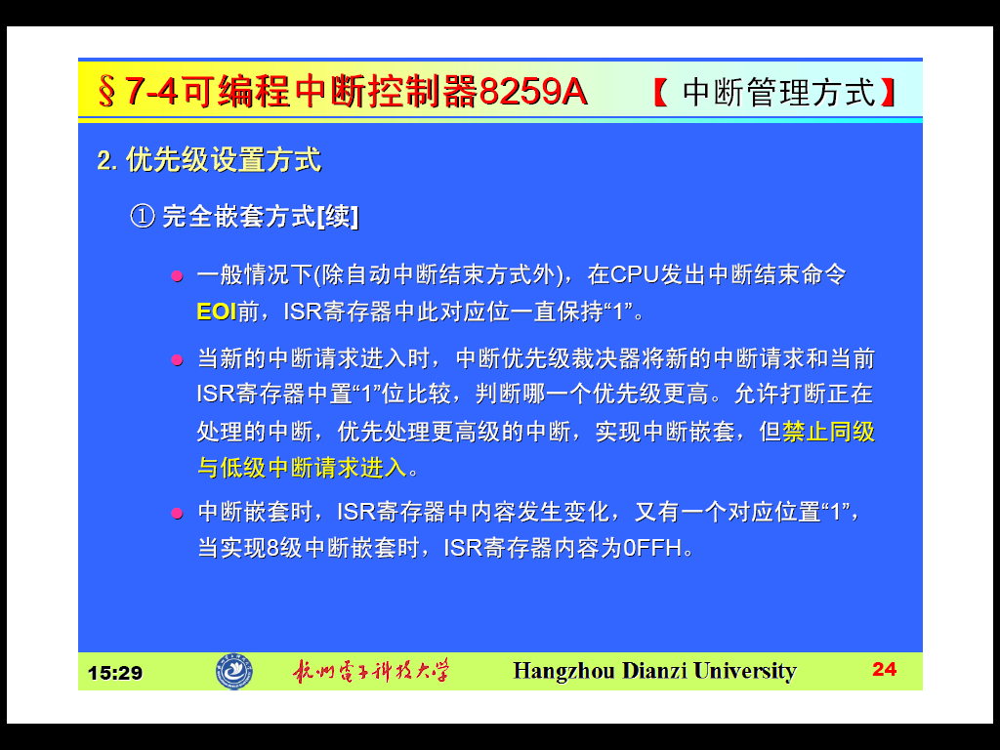 §7-4可编程中断控制器8259A 【 中断管理方式】
2. 优先级设置方式
① 完全嵌套方式[续]
● 一般情况下(除自动中断结束方式外)，在CPU发出中断结束命令
EOI前，ISR寄存器中此对应位一直保持“1”。
● 当新的中断请求进入时，中断优先级裁决器将新的中断请求和当前
ISR寄存器中置“1”位比较，判断哪一个优先级更高。允许打断正在
处理的中断，优先处理更高级的中断，实现中断嵌套，但禁止同级
与低级中断请求进入。
● 中断嵌套时，ISR寄存器中内容发生变化，又有一个对应位置“1”，
当实现8级中断嵌套时，ISR寄存器内容为0FFH。
15:29 杭州电子科技大学 Hangzhou Dianzi University 24